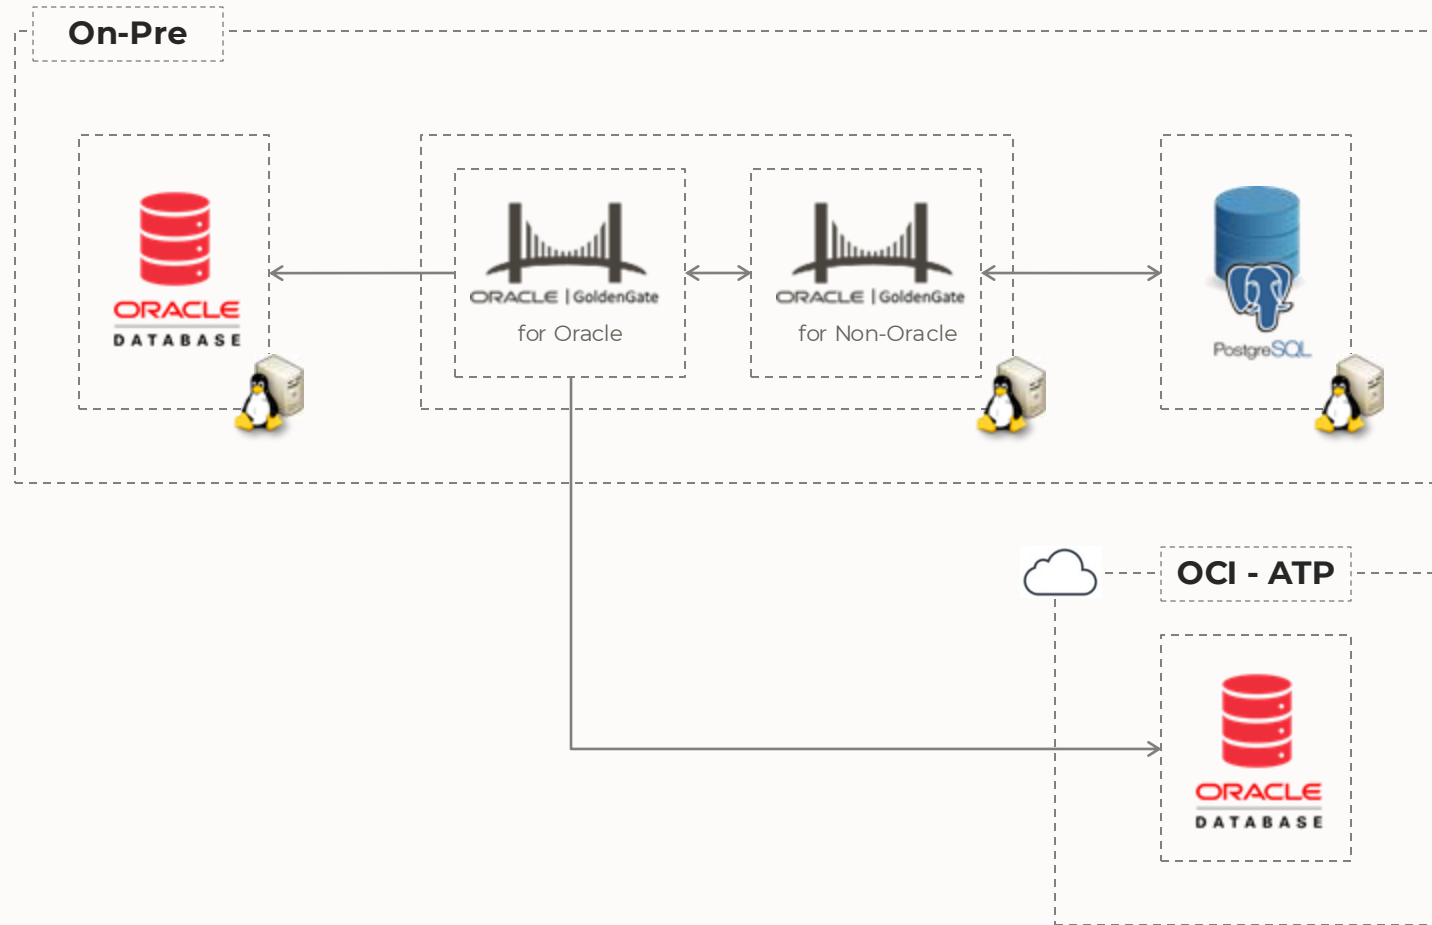 On-Pre
ORACLE
DATABASE
ORACLE | GoldenGate
for Oracle
ORACLE | GoldenGate
for Non-Oracle
PostgreSQL
OCI - ATP
ORACLE
DATABASE